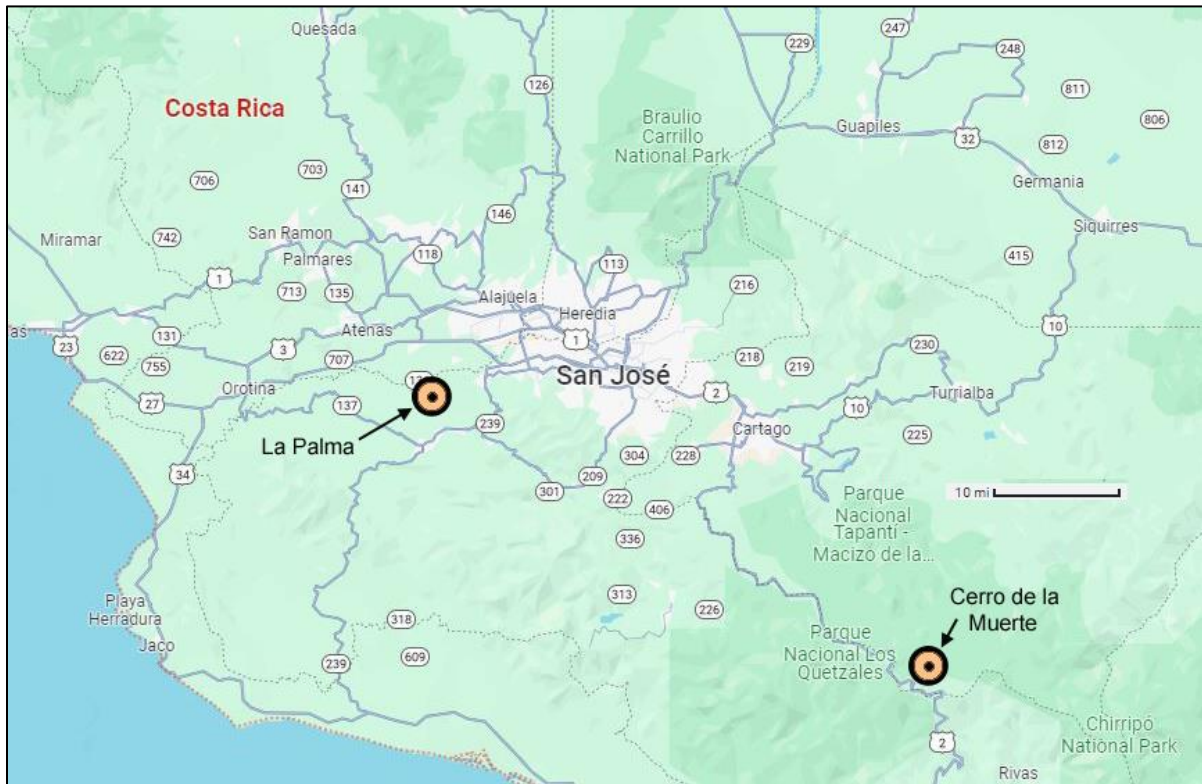 Quesada
126
229
247
248
811
806
Costa Rica
Braulio
Carrillo
National Park
Guapiles
32
812
703
706
141
Germania
146
Siquirres
San Ramon
742
Miramar
118
Palmares
113
415
1
713
135
Alajuela
216
Heredia
Atenas
as
23
131
3
1
10
622
755
707
218
219
230
San José
Orotina
2
Turrialba
27
137
10
La Palma
239
Cartago
225
304
228
34
209
301
222
406
10 mi
Parque
Nacional
Tapantí -
Macizo de la...
336
313
Playa
Herradura
226
Cerro de la
Muerte
318
Jaco
Parque
Nacional Los
Quetzales
609
239
Chirripó
National Park
2
Rivas